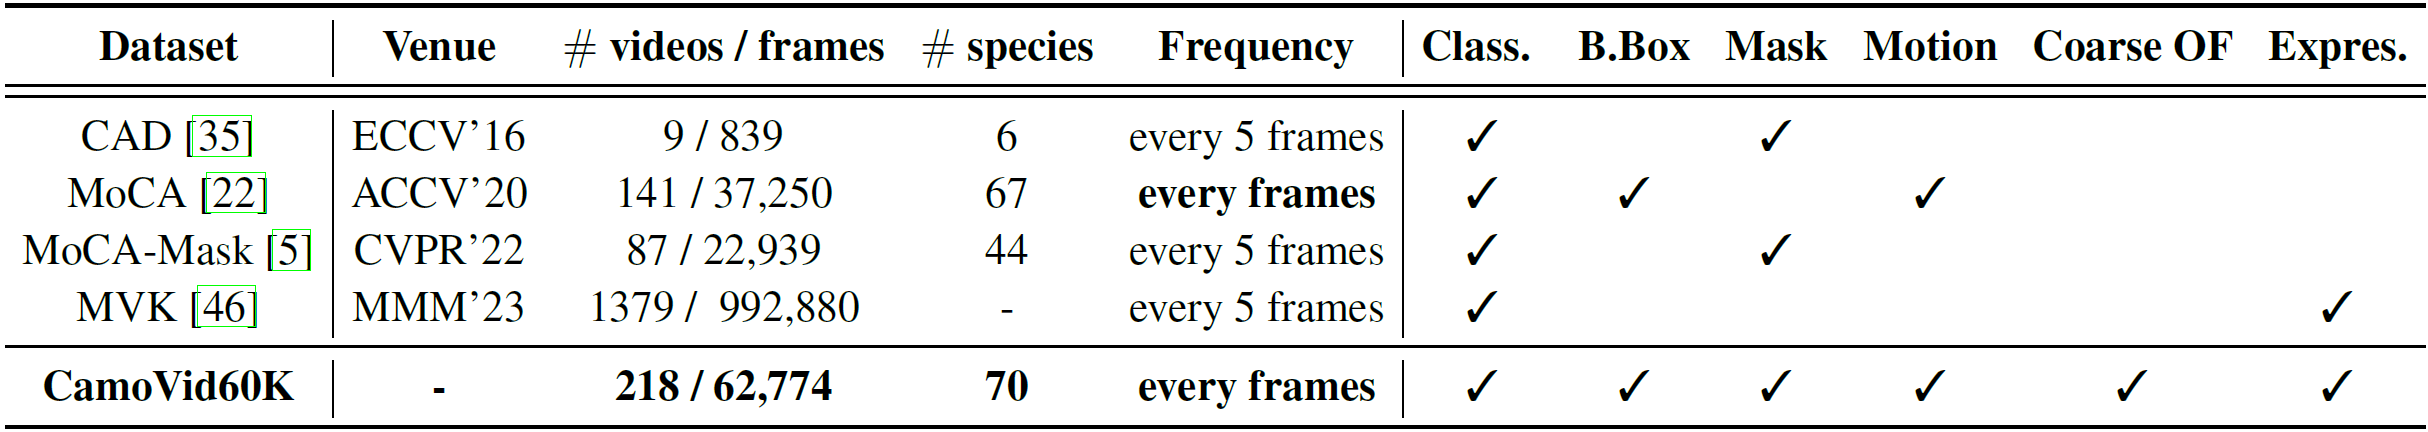 Dataset Venue # videos / frames # species Frequency Class. B.Box Mask Motion Coarse OF Expres.
CAD [35] ECCV’16 9 / 839 6 every 5 frames ✓ ✓
MoCA [22] ACCV’20 141 / 37,250 67 every frames ✓ ✓ ✓
MoCA-Mask [5] CVPR’22 87 / 22,939 44 every 5 frames ✓ ✓
MVK [46] MMM’23 1379 / 992,880 - every 5 frames ✓ ✓
CamoVid60K - 218 / 62,774 70 every frames ✓ ✓ ✓ ✓ ✓ ✓